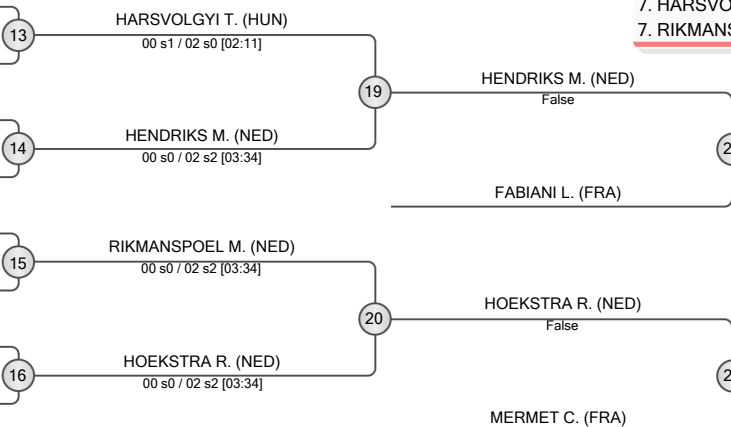 7. HARSVO
7. RIKMANS
13
HARSVOLGYI T. (HUN)
00 s1 / 02 s0 [02:11]
19
HENDRIKS M. (NED)
False
14
HENDRIKS M. (NED)
00 s0 / 02 s2 [03:34]
2
FABIANI L. (FRA)
15
RIKMANSPOEL M. (NED)
00 s0 / 02 s2 [03:34]
20
HOEKSTRA R. (NED)
False
16
HOEKSTRA R. (NED)
00 s0 / 02 s2 [03:34]
2
MERMET C. (FRA)